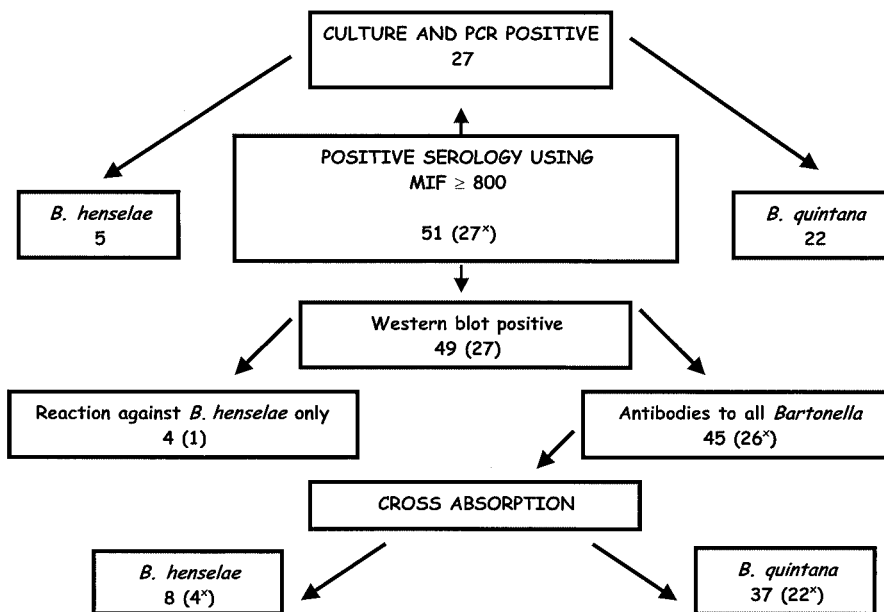 CULTURE AND PCR POSITIVE
27
POSITIVE SEROLOGY USING
MIF ≥ 800
51 (27ˣ)
B. henselae
5
B. quintana
22
Western blot positive
49 (27)
Reaction against B. henselae only
4 (1)
Antibodies to all Bartonella
45 (26ˣ)
CROSS ABSORPTION
B. henselae
8 (4ˣ)
B. quintana
37 (22ˣ)